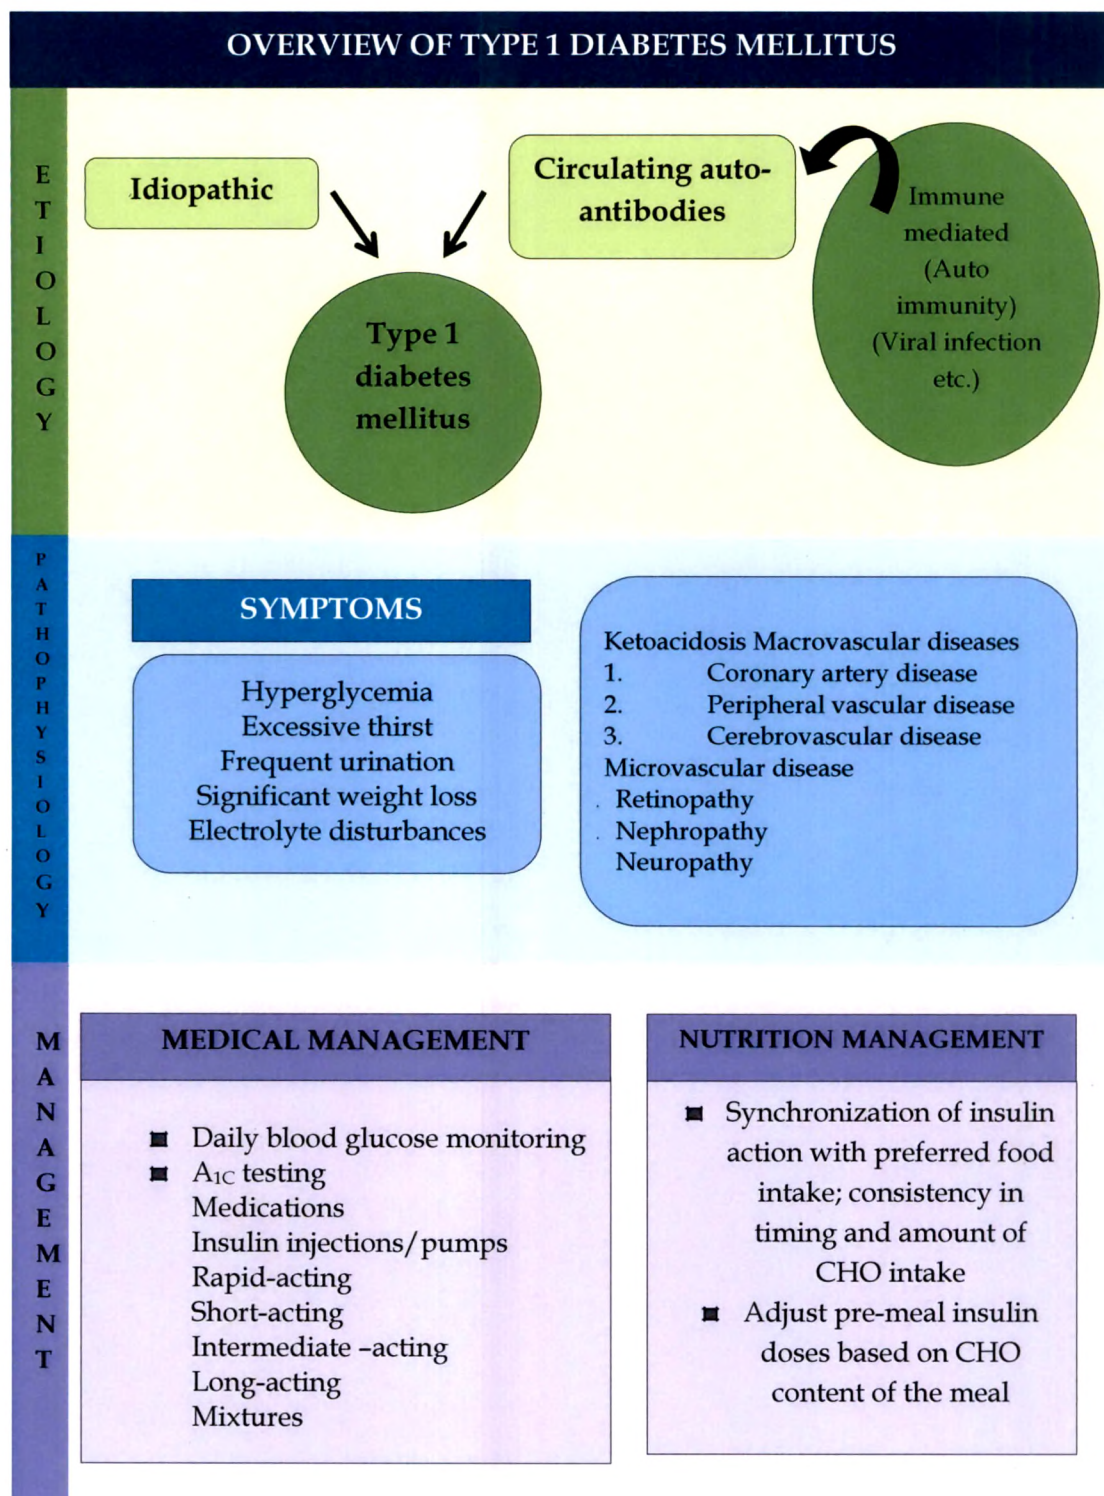 OVERVIEW OF TYPE 1 DIABETES MELLITUS
ETIOLOGY
Idiopathic
Circulating auto-
antibodies
Immune
mediated
(Auto
immunity)
(Viral infection
etc.)
Type 1
diabetes
mellitus
PATHOPHYSIOLOGY
SYMPTOMS
Hyperglycemia
Excessive thirst
Frequent urination
Significant weight loss
Electrolyte disturbances
Ketoacidosis Macrovascular diseases
1. Coronary artery disease
2. Peripheral vascular disease
3. Cerebrovascular disease
Microvascular disease
. Retinopathy
. Nephropathy
Neuropathy
MANAGEMENT
MEDICAL MANAGEMENT
■ Daily blood glucose monitoring
■ A1C testing
Medications
Insulin injections/pumps
Rapid-acting
Short-acting
Intermediate –acting
Long-acting
Mixtures
NUTRITION MANAGEMENT
■ Synchronization of insulin
action with preferred food
intake; consistency in
timing and amount of
CHO intake
■ Adjust pre-meal insulin
doses based on CHO
content of the meal